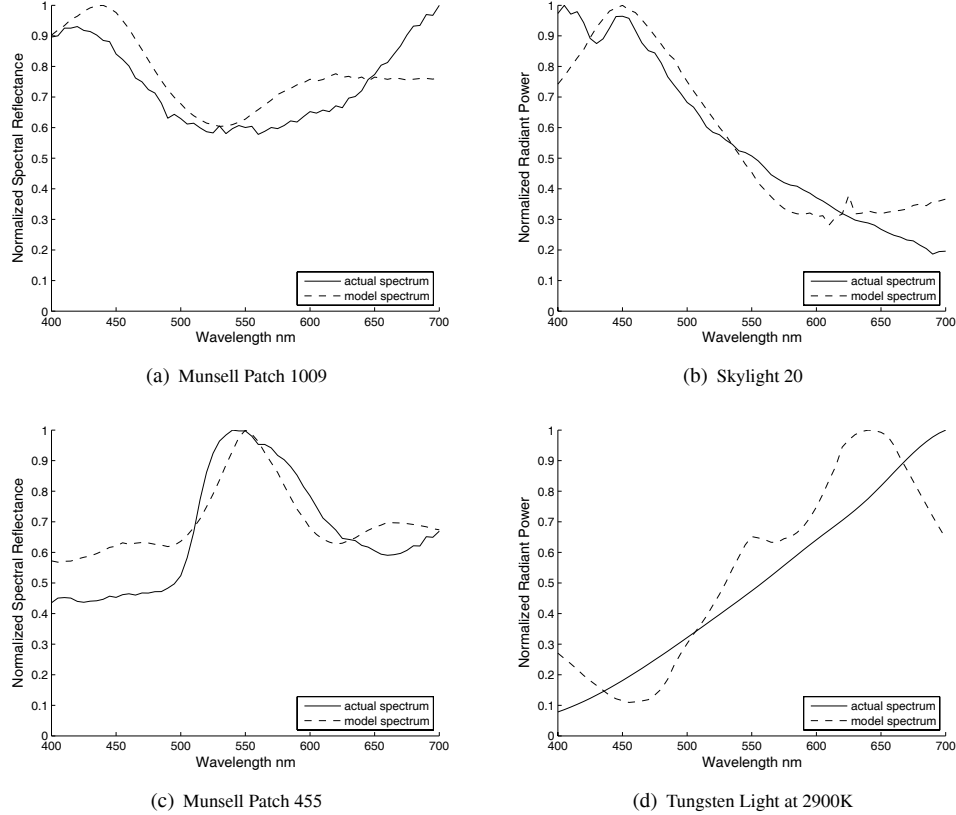 1
0.9
0.8
0.7
0.6
0.5
0.4
0.3
0.2
0.1
0
Normalized Spectral Reflectance
actual spectrum
model spectrum
400 450 500 550 600 650 700
Wavelength nm
(a) Munsell Patch 1009
1
0.9
0.8
0.7
0.6
0.5
0.4
0.3
0.2
0.1
0
Normalized Radiant Power
actual spectrum
model spectrum
400 450 500 550 600 650 700
Wavelength nm
(b) Skylight 20
1
0.9
0.8
0.7
0.6
0.5
0.4
0.3
0.2
0.1
0
Normalized Spectral Reflectance
actual spectrum
model spectrum
400 450 500 550 600 650 700
Wavelength nm
(c) Munsell Patch 455
1
0.9
0.8
0.7
0.6
0.5
0.4
0.3
0.2
0.1
0
Normalized Radiant Power
actual spectrum
model spectrum
400 450 500 550 600 650 700
Wavelength nm
(d) Tungsten Light at 2900K